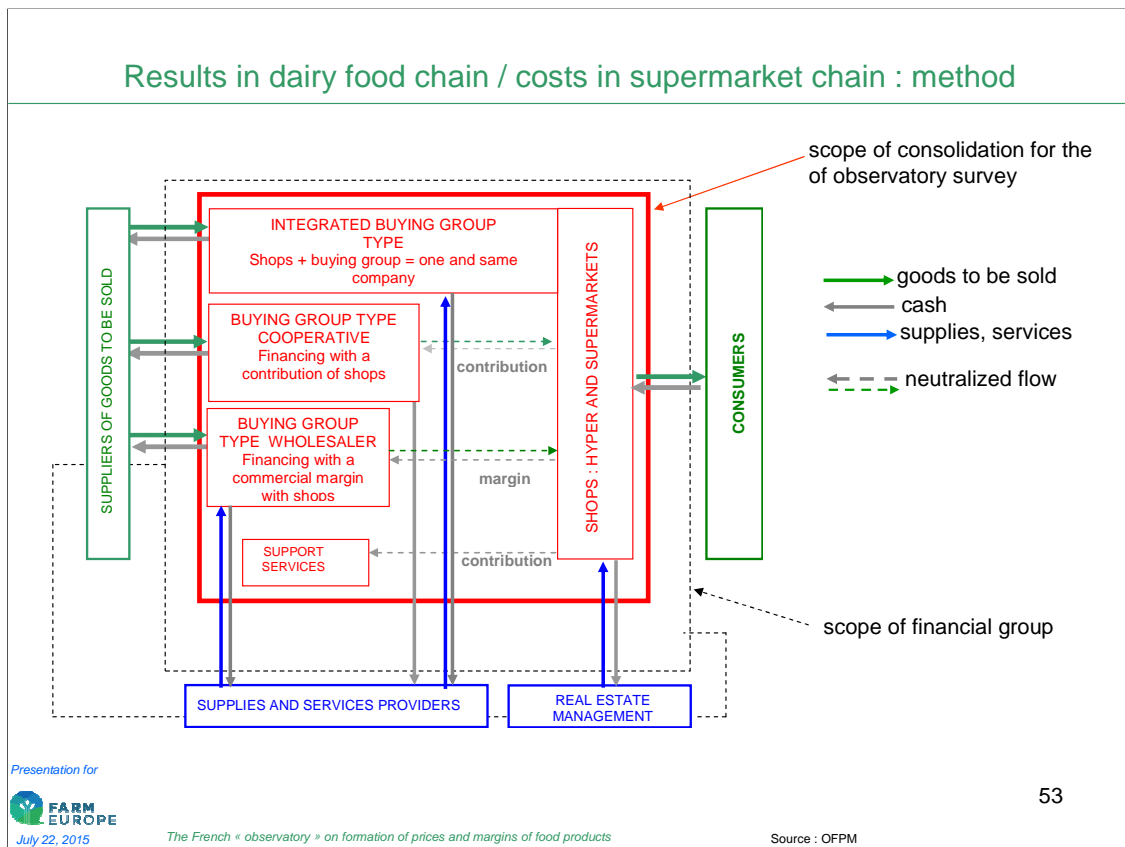 Results in dairy food chain / costs in supermarket chain : method
scope of consolidation for the
of observatory survey
SUPPLIERS OF GOODS TO BE SOLD
INTEGRATED BUYING GROUP
TYPE
Shops + buying group = one and same
company
BUYING GROUP TYPE
COOPERATIVE
Financing with a
contribution of shops
contribution
BUYING GROUP
TYPE WHOLESALER
Financing with a
commercial margin
with shops
margin
SUPPORT
SERVICES
contribution
SHOPS : HYPER AND SUPERMARKETS
CONSUMERS
goods to be sold
cash
supplies, services
neutralized flow
scope of financial group
SUPPLIES AND SERVICES PROVIDERS
REAL ESTATE
MANAGEMENT
Presentation for
FARM
EUROPE
July 22, 2015
The French « observatory » on formation of prices and margins of food products
Source : OFPM
53